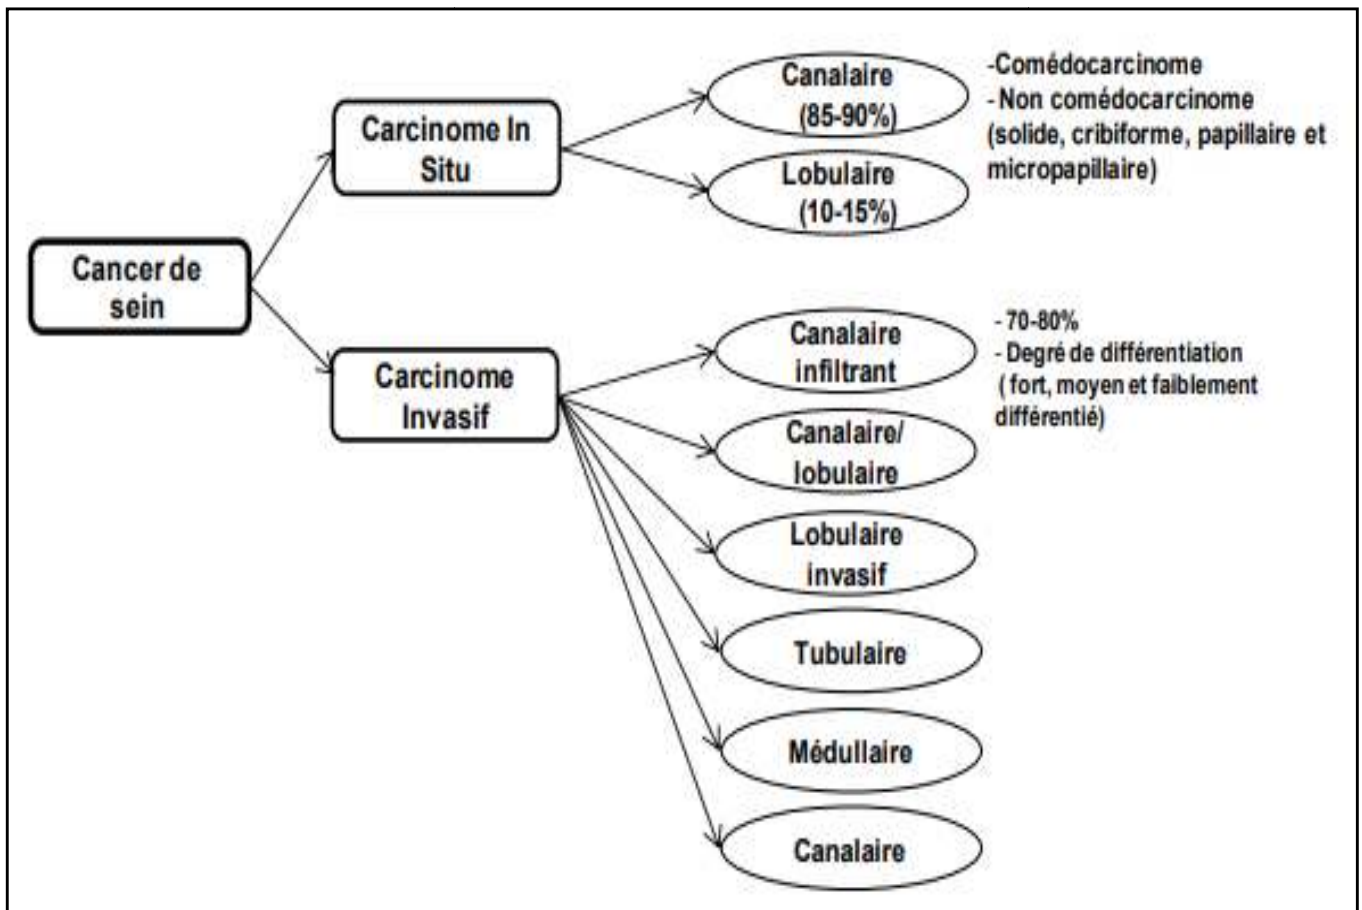 Cancer de
sein
Carcinome In
Situ
Canalaire
(85-90%)
Lobulaire
(10-15%)
-Comédocarcinome
- Non comédocarcinome
(solide, cribiforme, papillaire et
micropapillaire)
Carcinome
Invasif
Canalaire
infiltrant
- 70-80%
- Degré de différentiation
( fort, moyen et faiblement
différentié)
Canalaire/
lobulaire
Lobulaire
invasif
Tubulaire
Médullaire
Canalaire